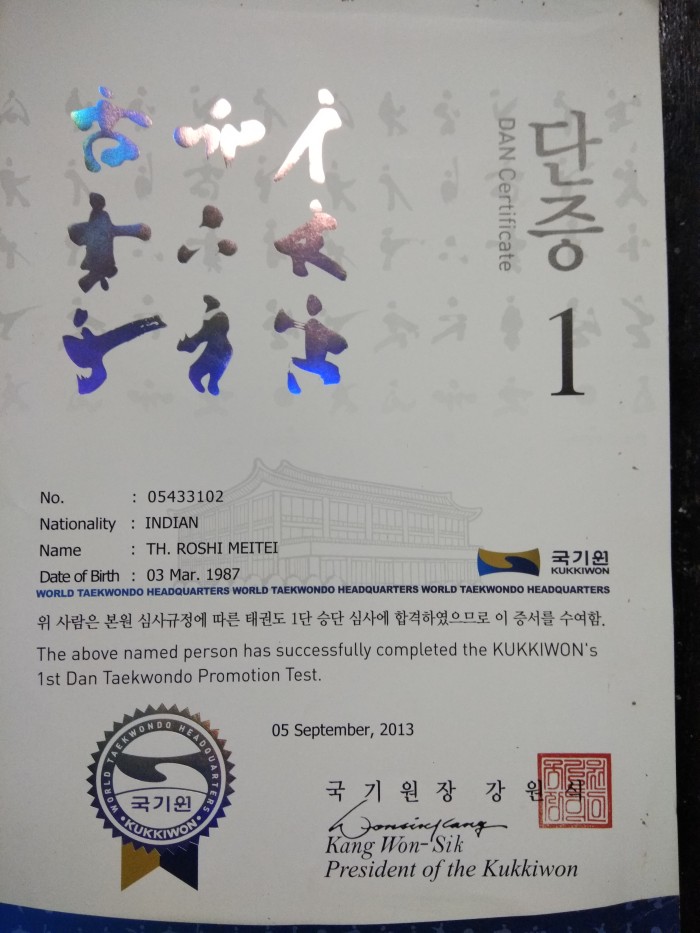 단증
DAN Certificate
1
No. : 05433102
Nationality : INDIAN
Name : TH. ROSHI MEITEI
Date of Birth : 03 Mar. 1987
국기원
KUKKIWON
WORLD TAEKWONDO HEADQUARTERS WORLD TAEKWONDO HEADQUARTERS WORLD TAEKWONDO HEADQUARTERS
위 사람은 본원 심사규정에 따른 태권도 1단 승단 심사에 합격하였으므로 이 증서를 수여함.
The above named person has successfully completed the KUKKIWON's
1st Dan Taekwondo Promotion Test.
05 September, 2013
WORLD TAEKWONDO HEADQUARTERS
국기원
•KUKKIWON•
국 기 원 장 강 원 식
Kang Won-Sik
President of the Kukkiwon